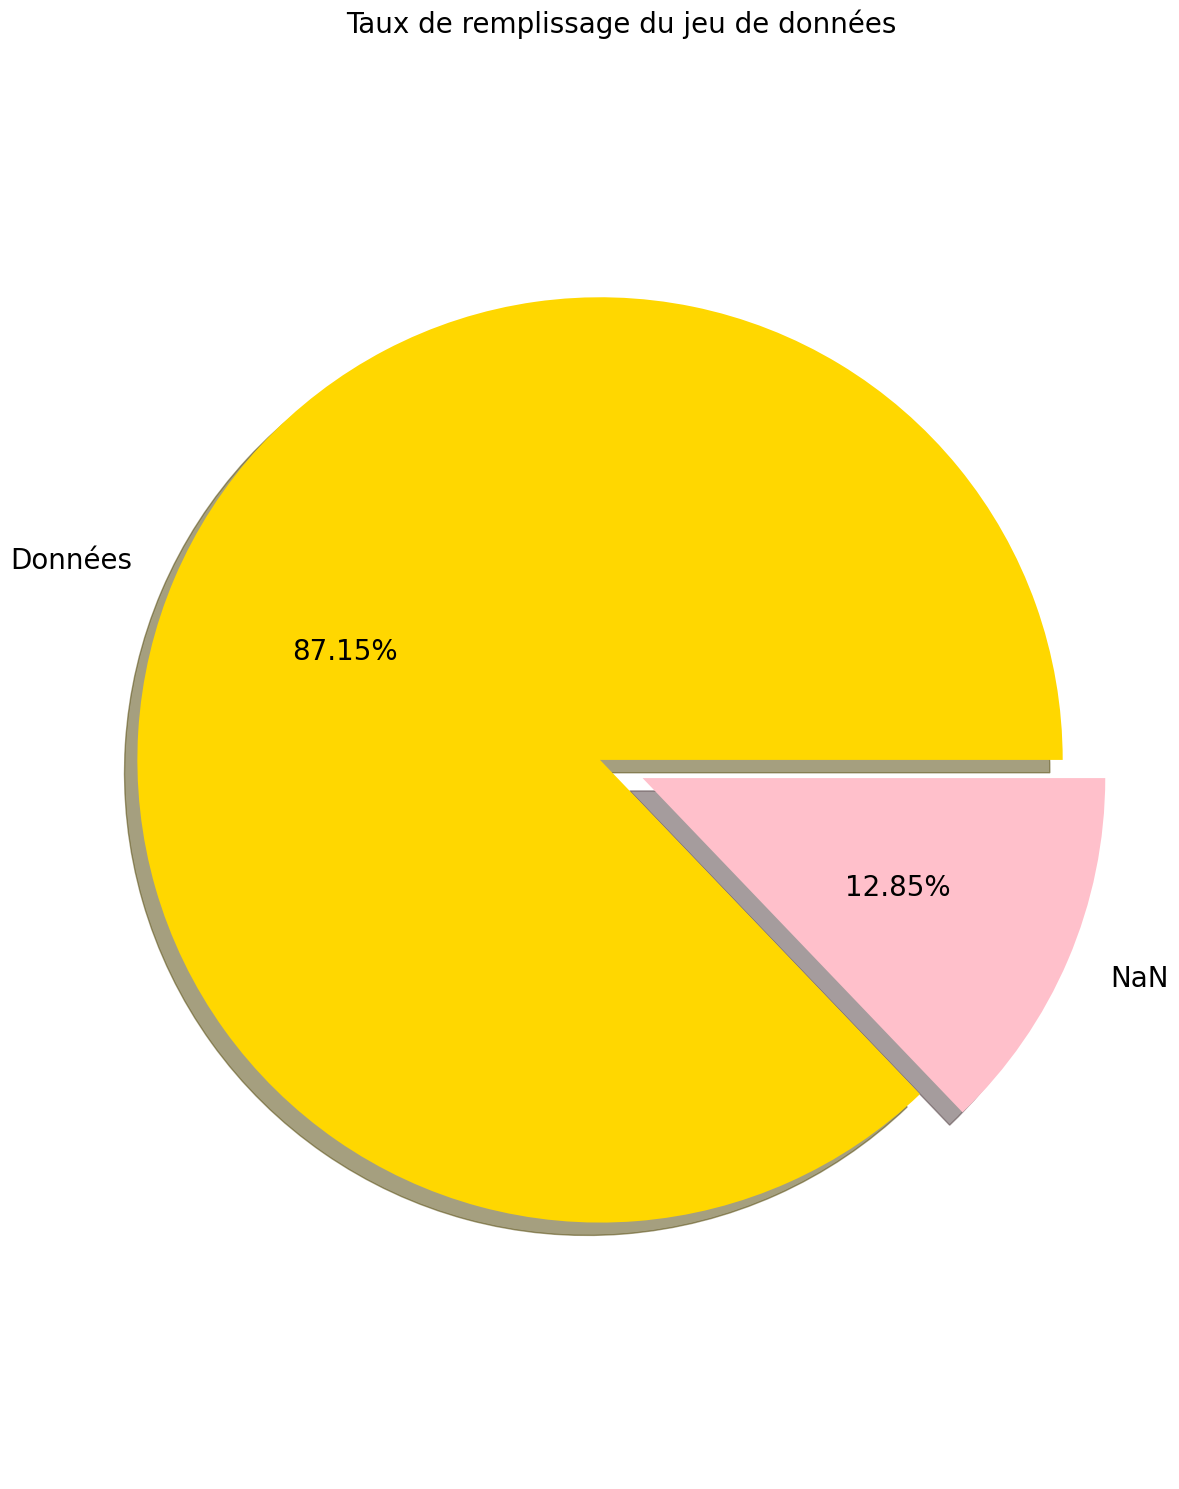 Taux de remplissage du jeu de données
Données
87.15%
12.85%
NaN